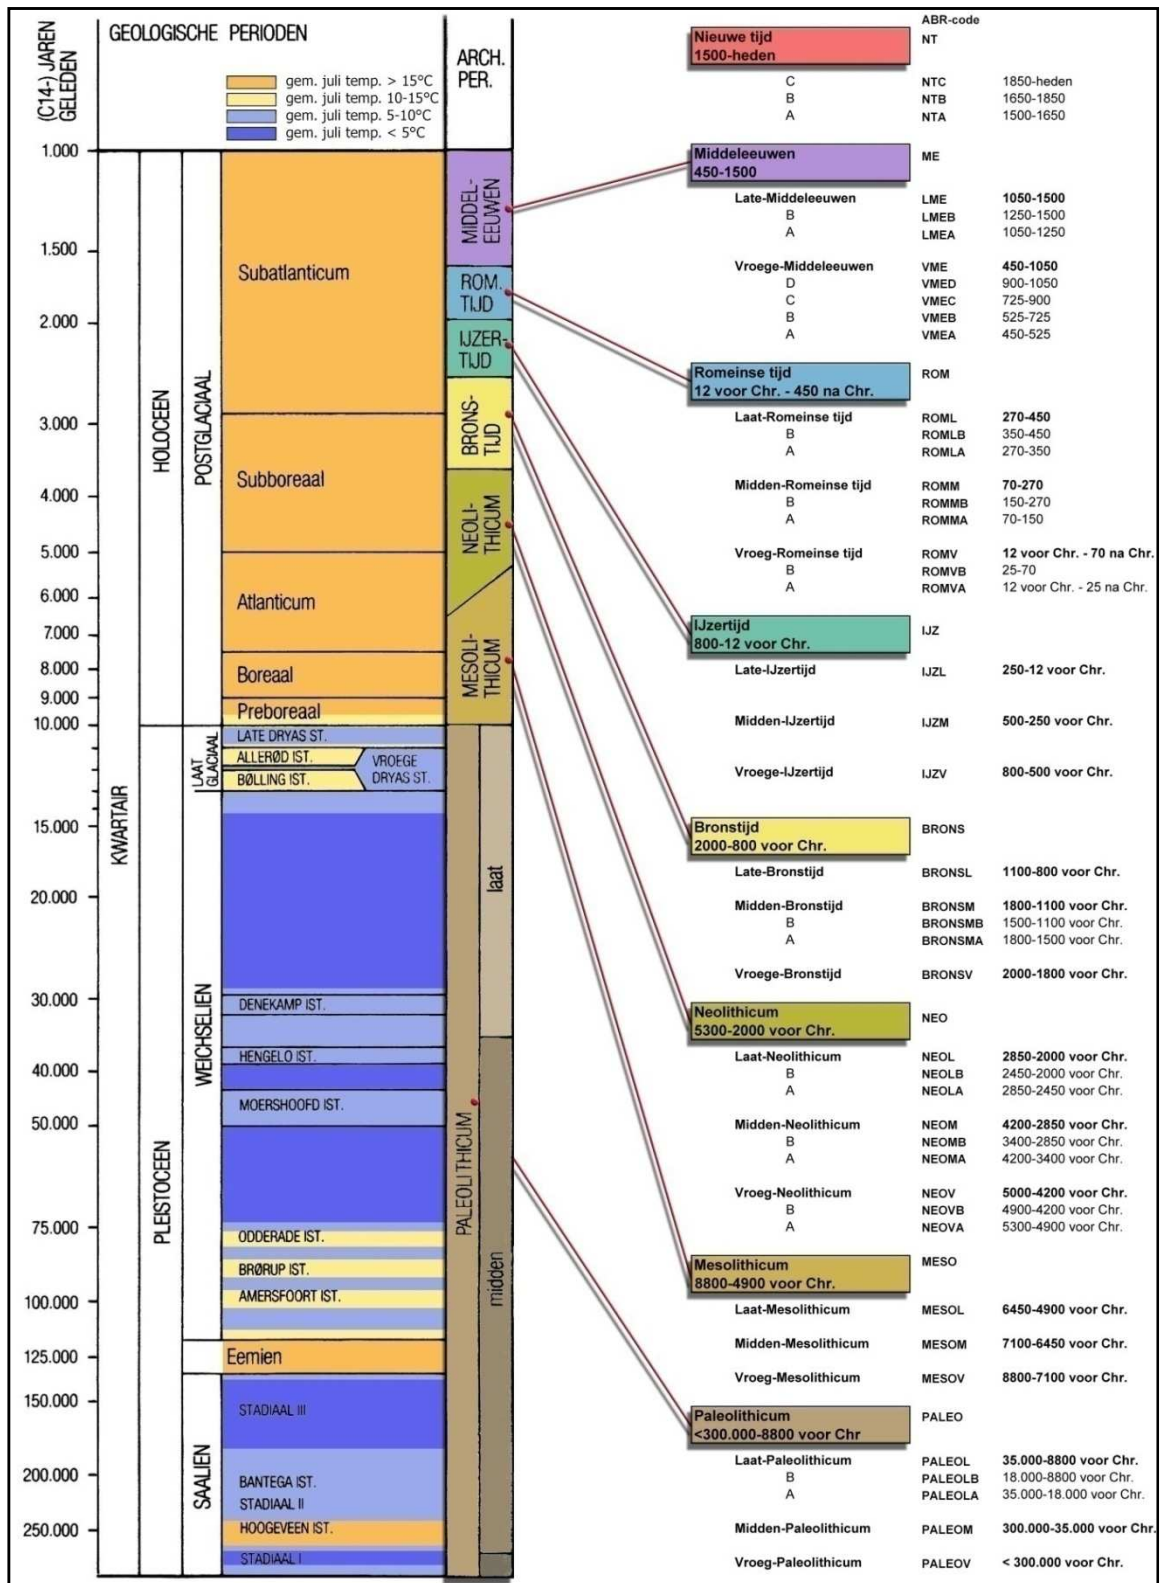 (C14-) JAREN
GELEDEN
GEOLOGISCHE PERIODEN
gem. juli temp. > 15°C
gem. juli temp. 10-15°C
gem. juli temp. 5-10°C
gem. juli temp. < 5°C
ARCH.
PER.
1.000
1.500
2.000
3.000
4.000
5.000
6.000
7.000
8.000
9.000
10.000
15.000
20.000
30.000
40.000
50.000
75.000
100.000
125.000
150.000
200.000
250.000
KWARTAIR
HOLOCEEN
PLEISTOCEEN
POSTGLACIAAL
LAAT
GLACIAAL
WEICHSELIEN
SAALIEN
Subatlanticum
Subboreaal
Atlanticum
Boreaal
Preboreaal
LATE DRYAS ST.
ALLERØD IST.
VROEGE
DRYAS ST.
BØLLING IST.
DENEKAMP IST.
HENGELO IST.
MOERSHOOFD IST.
ODDERADE IST.
BRØRUP IST.
AMERSFOORT IST.
Eemien
STADIAAL III
BANTEGA IST.
STADIAAL II
HOOGEVEEN IST.
STADIAAL I
MIDDEL-
EEUWEN
ROM.
TIJD
IJZER-
TIJD
BRONS-
TIJD
NEOLI-
THICUM
MESOLI-
THICUM
PALEOLITHICUM
laat
midden
ABR-code
Nieuwe tijd NT
1500-heden
C NTC 1850-heden
B NTB 1650-1850
A NTA 1500-1650
Middeleeuwen ME
450-1500
Late-Middeleeuwen LME 1050-1500
B LMEB 1250-1500
A LMEA 1050-1250
Vroege-Middeleeuwen VME 450-1050
D VMED 900-1050
C VMEC 725-900
B VMEB 525-725
A VMEA 450-525
Romeinse tijd ROM
12 voor Chr. - 450 na Chr.
Laat-Romeinse tijd ROML 270-450
B ROMLB 350-450
A ROMLA 270-350
Midden-Romeinse tijd ROMM 70-270
B ROMMB 150-270
A ROMMA 70-150
Vroeg-Romeinse tijd ROMV 12 voor Chr. - 70 na Chr.
B ROMVB 25-70
A ROMVA 12 voor Chr. - 25 na Chr.
IJzertijd IJZ
800-12 voor Chr.
Late-IJzertijd IJZL 250-12 voor Chr.
Midden-IJzertijd IJZM 500-250 voor Chr.
Vroege-IJzertijd IJZV 800-500 voor Chr.
Bronstijd BRONS
2000-800 voor Chr.
Late-Bronstijd BRONSL 1100-800 voor Chr.
Midden-Bronstijd BRONSM 1800-1100 voor Chr.
B BRONSMB 1500-1100 voor Chr.
A BRONSMA 1800-1500 voor Chr.
Vroege-Bronstijd BRONSV 2000-1800 voor Chr.
Neolithicum NEO
5300-2000 voor Chr.
Laat-Neolithicum NEOL 2850-2000 voor Chr.
B NEOLB 2450-2000 voor Chr.
A NEOLA 2850-2450 voor Chr.
Midden-Neolithicum NEOM 4200-2850 voor Chr.
B NEOMB 3400-2850 voor Chr.
A NEOMA 4200-3400 voor Chr.
Vroeg-Neolithicum NEOV 5000-4200 voor Chr.
B NEOVB 4900-4200 voor Chr.
A NEOVA 5300-4900 voor Chr.
Mesolithicum MESO
8800-4900 voor Chr.
Laat-Mesolithicum MESOL 6450-4900 voor Chr.
Midden-Mesolithicum MESOM 7100-6450 voor Chr.
Vroeg-Mesolithicum MESOV 8800-7100 voor Chr.
Paleolithicum PALEO
<300.000-8800 voor Chr
Laat-Paleolithicum PALEOL 35.000-8800 voor Chr.
B PALEOLB 18.000-8800 voor Chr.
A PALEOLA 35.000-18.000 voor Chr.
Midden-Paleolithicum PALEOM 300.000-35.000 voor Chr.
Vroeg-Paleolithicum PALEOV < 300.000 voor Chr.